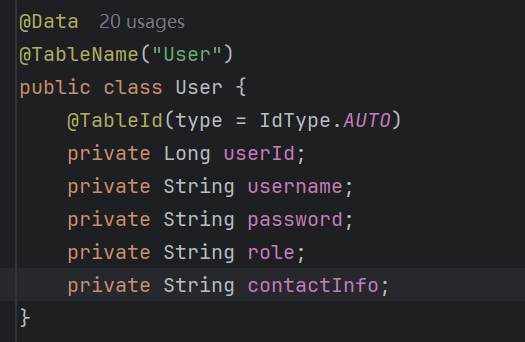 @Data 20 usages
@TableName("User")
public class User {
@TableId(type = IdType.AUTO)
private Long userId;
private String username;
private String password;
private String role;
private String contactInfo;
}